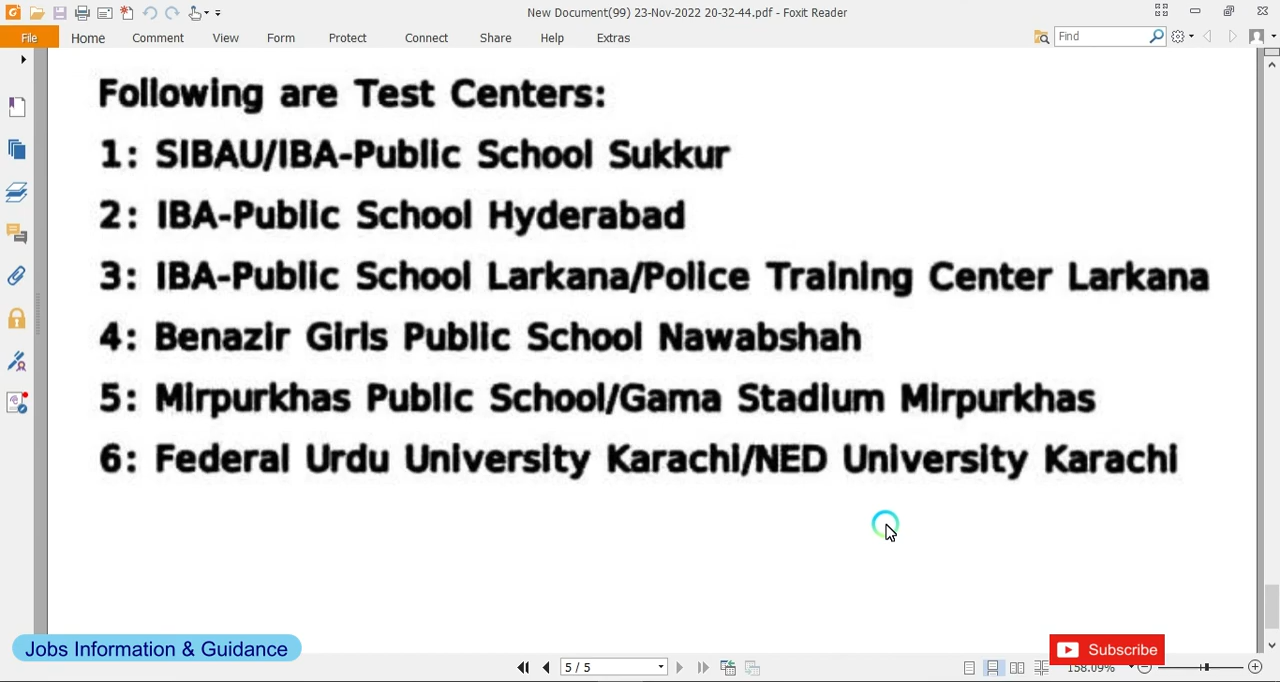 New Document(99) 23-Nov-2022 20-32-44.pdf - Foxit Reader
File Home Comment View Form Protect Connect Share Help Extras Find
Following are Test Centers:
1: SIBAU/IBA-Public School Sukkur
2: IBA-Public School Hyderabad
3: IBA-Public School Larkana/Police Training Center Larkana
4: Benazir Girls Public School Nawabshah
5: Mirpurkhas Public School/Gama Stadium Mirpurkhas
6: Federal Urdu University Karachi/NED University Karachi
Jobs Information & Guidance
Subscribe
5 / 5
158.09%